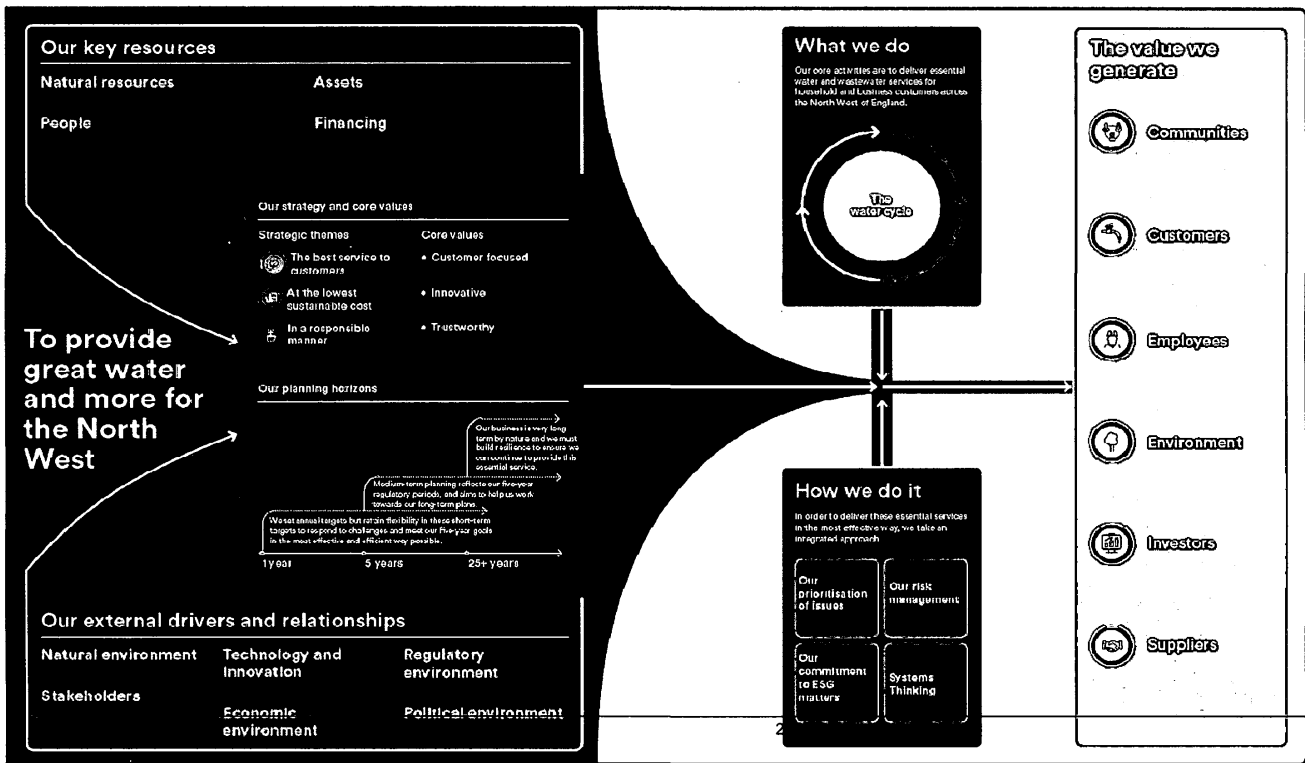 Our key resources
Natural resources
Assets
People
Financing
To provide
great water
and more for
the North
West
Our strategy and core values
Strategic themes
The best service to
customers
At the lowest
sustainable cost
In a responsible
manner
Core values
• Customer focused
• Innovative
• Trustworthy
Our planning horizons
Our business is very long
term by nature and we must
build resilience to ensure we
can continue to provide this
essential service.
Medium-term planning reflects our five-year
regulatory periods, and aims to help us work
towards our long-term plans.
We set annual targets but retain flexibility in these short-term
targets to respond to challenges and meet our five-year goals
in the most effective and efficient way possible.
1 year
5 years
25+ years
Our external drivers and relationships
Natural environment
Technology and
innovation
Regulatory
environment
Stakeholders
Economic
environment
Political environment
What we do
Our core activities are to deliver essential
water and wastewater services for
household and business customers across
the North West of England.
The
water cycle
How we do it
In order to deliver these essential services
in the most effective way, we take an
integrated approach
Our
prioritisation
of issues
Our risk
management
Our
commitment
to ESG
matters
Systems
Thinking
2
The value we
generate
Communities
Customers
Employees
Environment
Investors
Suppliers